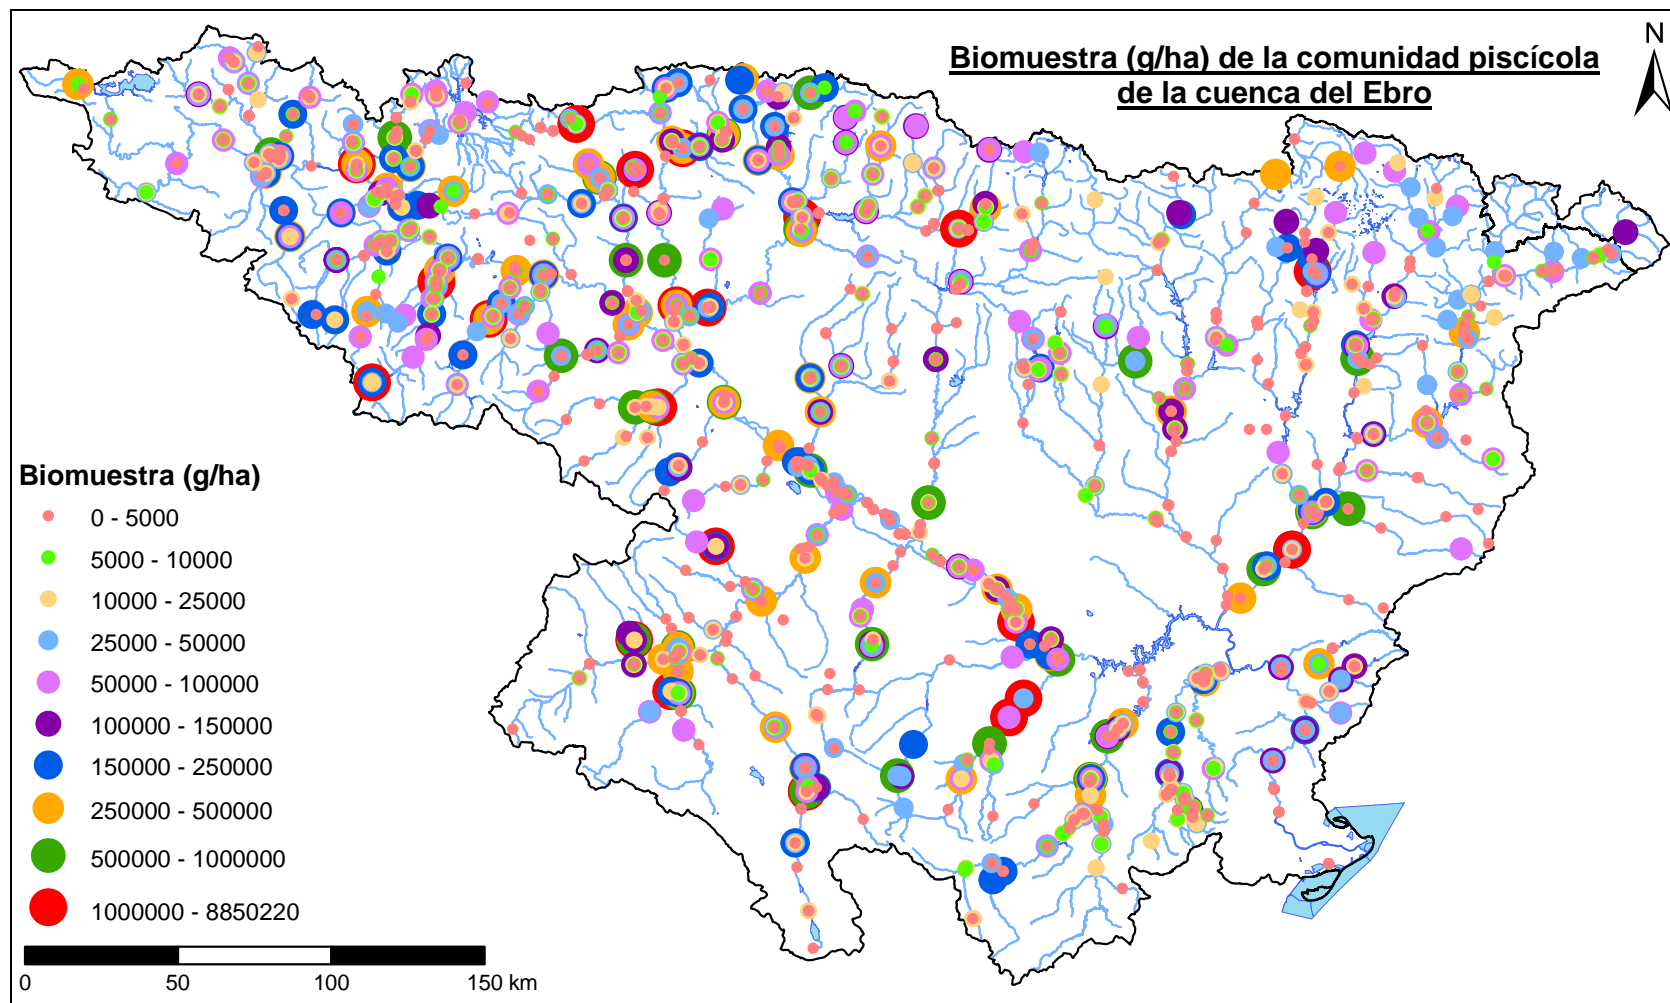 Biomuestra (g/ha) de la comunidad piscícola
de la cuenca del Ebro
N
Biomuestra (g/ha)
0 - 5000
5000 - 10000
10000 - 25000
25000 - 50000
50000 - 100000
100000 - 150000
150000 - 250000
250000 - 500000
500000 - 1000000
1000000 - 8850220
0 50 100 150 km